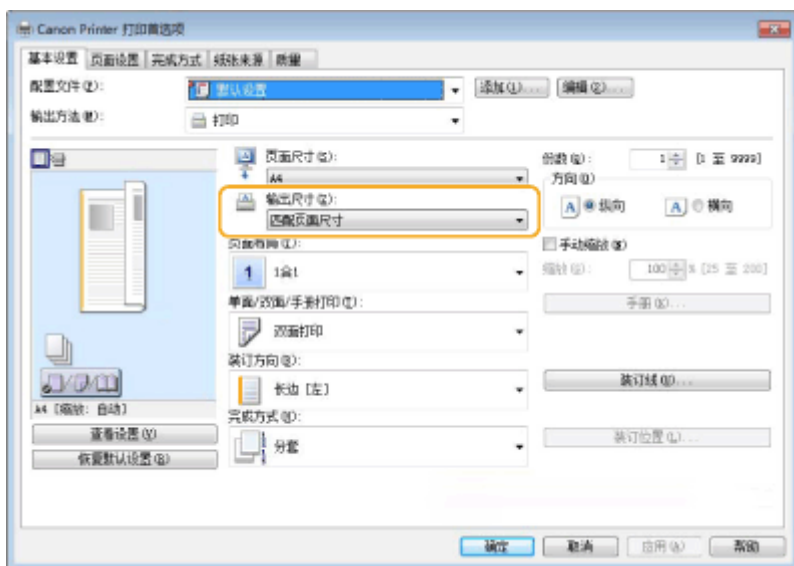 Canon Printer 打印首选项
基本设置 页面设置 完成方式 纸张来源 质量
配置文件(F): 默认设置 添加(1)... 编辑(2)...
输出方法(M): 打印
页面尺寸(S): 份数(C): 1 [1 至 9999]
A4 方向(O)
输出尺寸(Z): A 纵向 A 横向
匹配页面尺寸
页面布局(L): 手动缩放(N)
1 1合1 缩放(G): 100 % [25 至 200]
单面/双面/手册打印(T): 手册(K)...
双面打印
装订方向(B):
长边 [左] 装订线(U)...
A4 [缩放: 自动] 完成方式(H):
查看设置(V) 分套 装订位置(L)...
恢复默认设置(R)
确定 取消 应用(A) 帮助